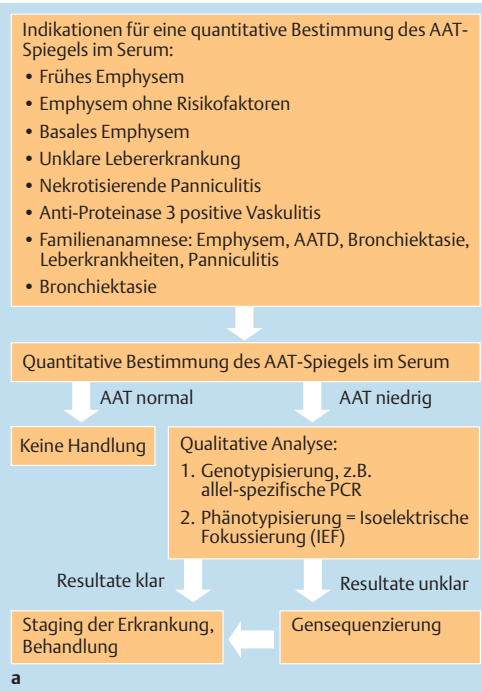 Indikationen für eine quantitative Bestimmung des AAT-
Spiegels im Serum:
• Frühes Emphysem
• Emphysem ohne Risikofaktoren
• Basales Emphysem
• Unklare Lebererkrankung
• Nekrotisierende Panniculitis
• Anti-Proteinase 3 positive Vaskulitis
• Familienanamnese: Emphysem, AATD, Bronchiektasie,
Leberkrankheiten, Panniculitis
• Bronchiektasie
Quantitative Bestimmung des AAT-Spiegels im Serum
AAT normal
AAT niedrig
Keine Handlung
Qualitative Analyse:
1. Genotypisierung, z.B.
allel-spezifische PCR
2. Phänotypisierung = Isoelektrische
Fokussierung (IEF)
Resultate klar
Resultate unklar
Staging der Erkrankung,
Behandlung
Gensequenzierung
a